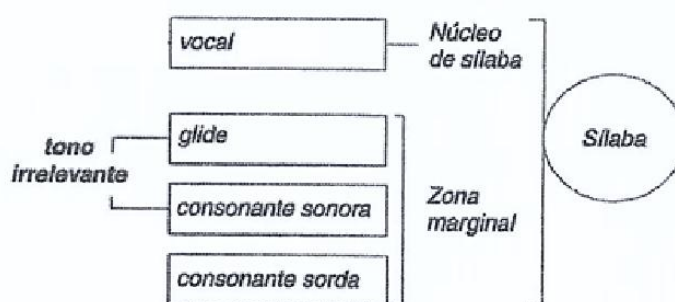 vocal
Núcleo
de sílaba
Sílaba
glide
tono
irrelevante
consonante sonora
Zona
marginal
consonante sorda